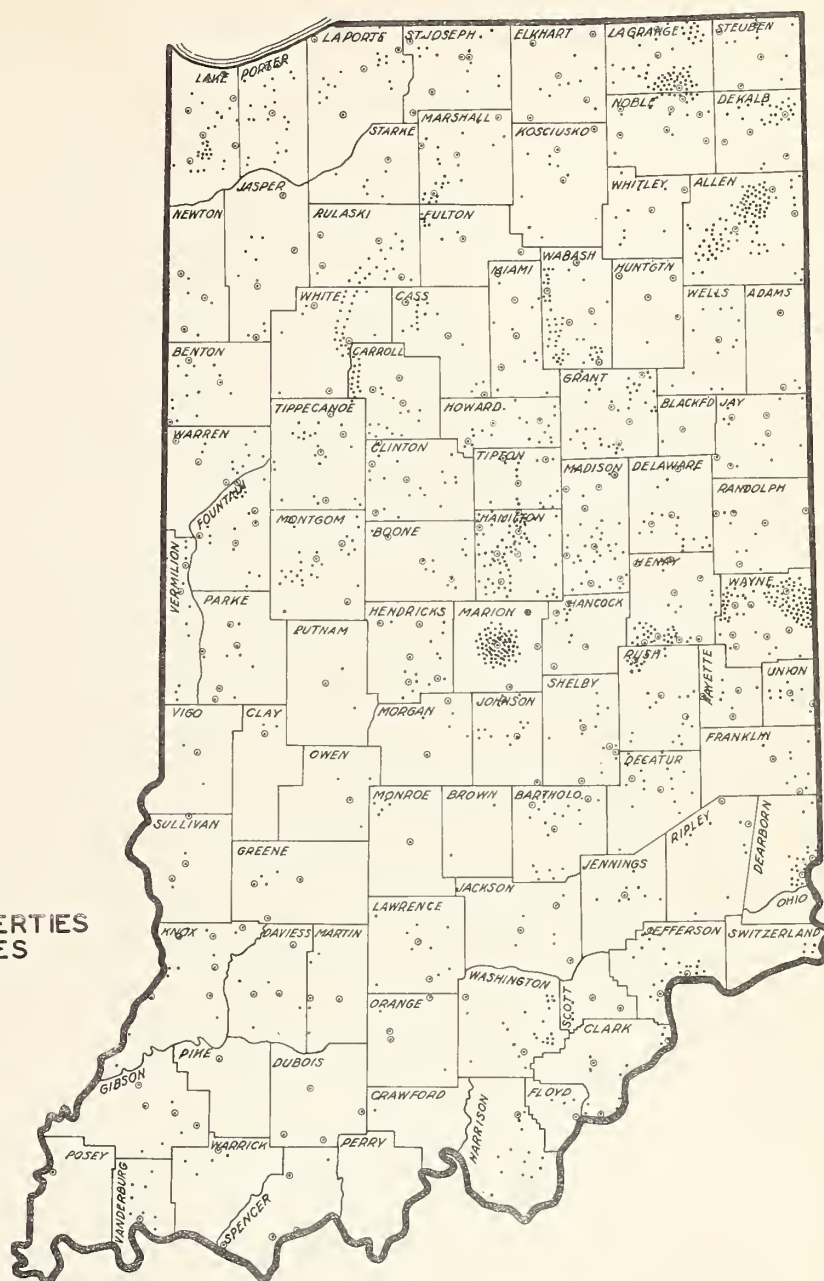 LAKE PORTER LAPORTE ST.JOSEPH ELKHART LAGRANGE STEUBEN
STARKE MARSHALL KOSCIUSKO NOBLE DEKALB
NEWTON JASPER RULASKI FULTON WHITLEY ALLEN
WHITE CASS MIAMI WABASH HUNTGTN WELLS ADAMS
BENTON CARROLL GRANT
TIPPECANOE HOWARD BLACKFD JAY
WARREN CLINTON TIPTON MADISON DELAWARE RANDOLPH
FOUNTAIN MONTGOM BOONE HAMILTON HENRY WAYNE
VERMILION PARKE HENDRICKS MARION HANCOCK
PUTNAM RUSH FAYETTE UNION
VIGO CLAY MORGAN JOHNSON SHELBY FRANKLIN
OWEN DECATUR
MONROE BROWN BARTHOLO. RIPLEY DEARBORN
SULLIVAN GREENE JENNINGS
JACKSON OHIO
LAWRENCE
ERTIES
ES
KNOX DAVIESS MARTIN JEFFERSON SWITZERLAND
WASHINGTON SCOTT
ORANGE CLARK
GIBSON PIKE DUBOIS
CRAWFORD HARRISON FLOYD
POSEY VANDERBURG WARRICK SPENCER PERRY